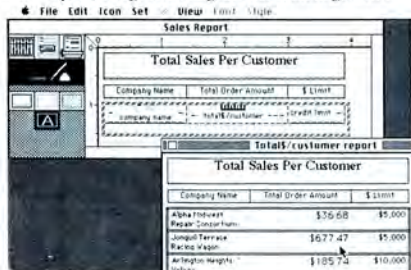 File Edit Icon Set View Font Style
Sales Report
Total Sales Per Customer
Company Name Total Order Amount $ Limit
company name total$/customer credit limit
A
Total$/customer report
Total Sales Per Customer
Company Name Total Order Amount $ Limit
Alpha Midwest $36.68 $5,000
Repair Consortium
Jonquil Terrace $677.47 $5,000
Racing Wagon
Arlington Heights $185.74 $10,000